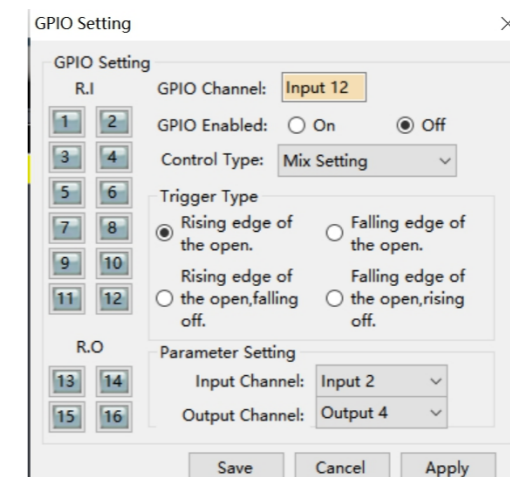 GPIO Setting
GPIO Setting
R.I
GPIO Channel: Input 12
1 2
GPIO Enabled: On Off
3 4
Control Type: Mix Setting
5 6
Trigger Type
7 8
Rising edge of
the open.
Falling edge of
the open.
9 10
Rising edge of
the open,falling
off.
Falling edge of
the open,rising
off.
11 12
R.O
Parameter Setting
13 14
Input Channel: Input 2
15 16
Output Channel: Output 4
Save Cancel Apply